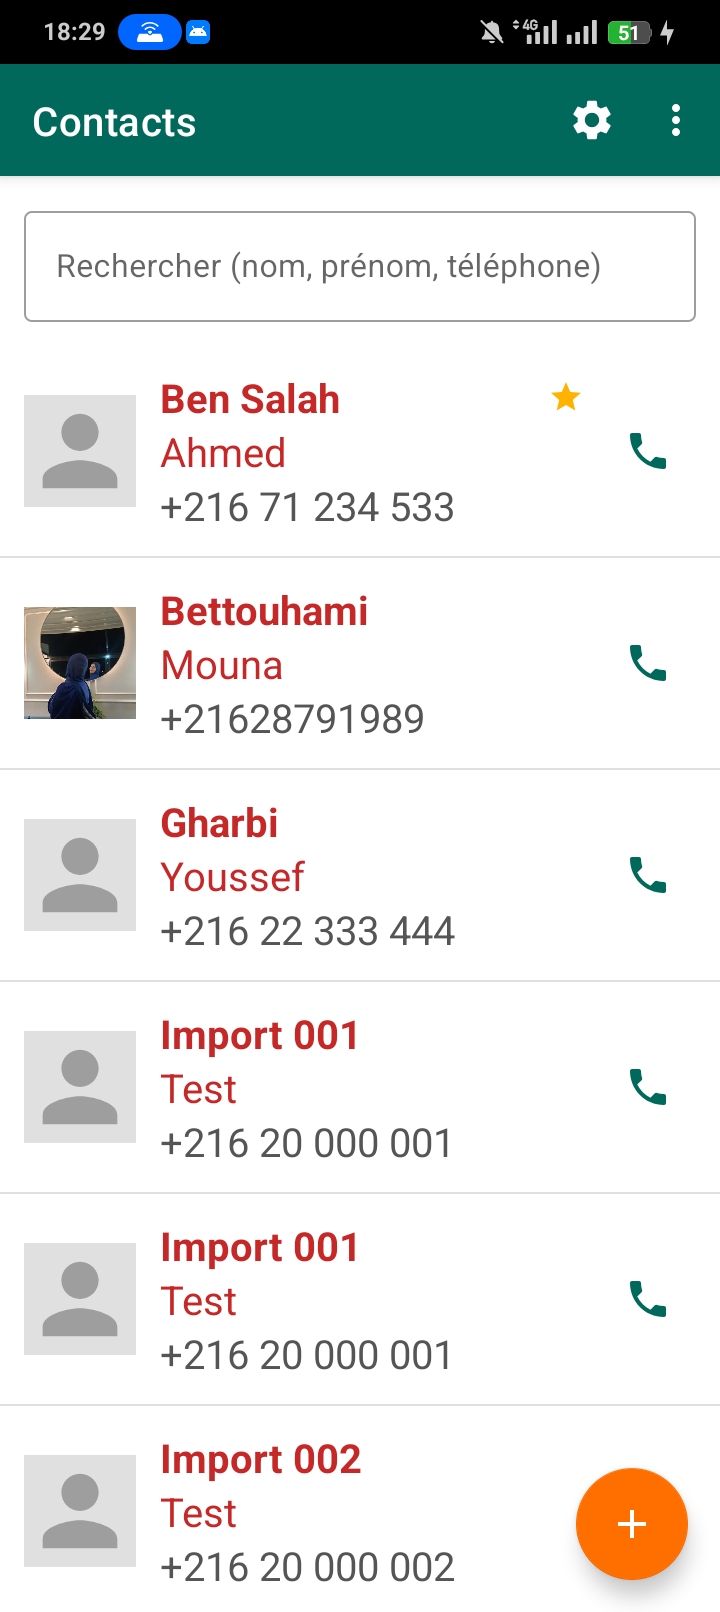 18:29
4G
51
Contacts
Rechercher (nom, prénom, téléphone)
Ben Salah
Ahmed
+216 71 234 533
Bettouhami
Mouna
+21628791989
Gharbi
Youssef
+216 22 333 444
Import 001
Test
+216 20 000 001
Import 001
Test
+216 20 000 001
Import 002
Test
+216 20 000 002